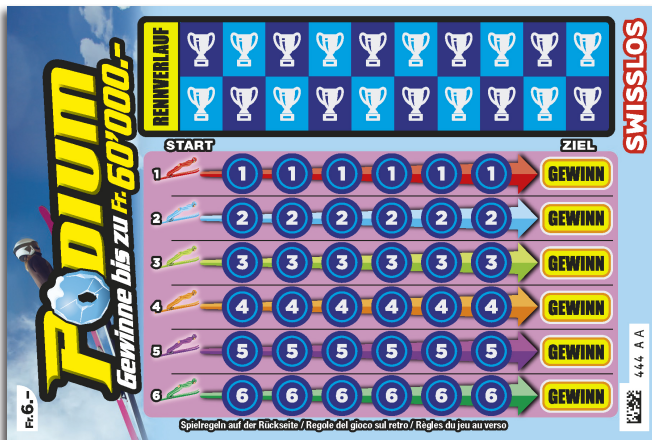 PODIUM
Gewinne bis zu Fr. 60'000.-
Fr. 6.-
RENNVERLAUF
SWISSLOS
START ZIEL
1 1 1 1 1 1 1 GEWINN
2 2 2 2 2 2 2 GEWINN
3 3 3 3 3 3 3 GEWINN
4 4 4 4 4 4 4 GEWINN
5 5 5 5 5 5 5 GEWINN
6 6 6 6 6 6 6 GEWINN
444 A A
Spielregeln auf der Rückseite / Regole del gioco sul retro / Règles du jeu au verso